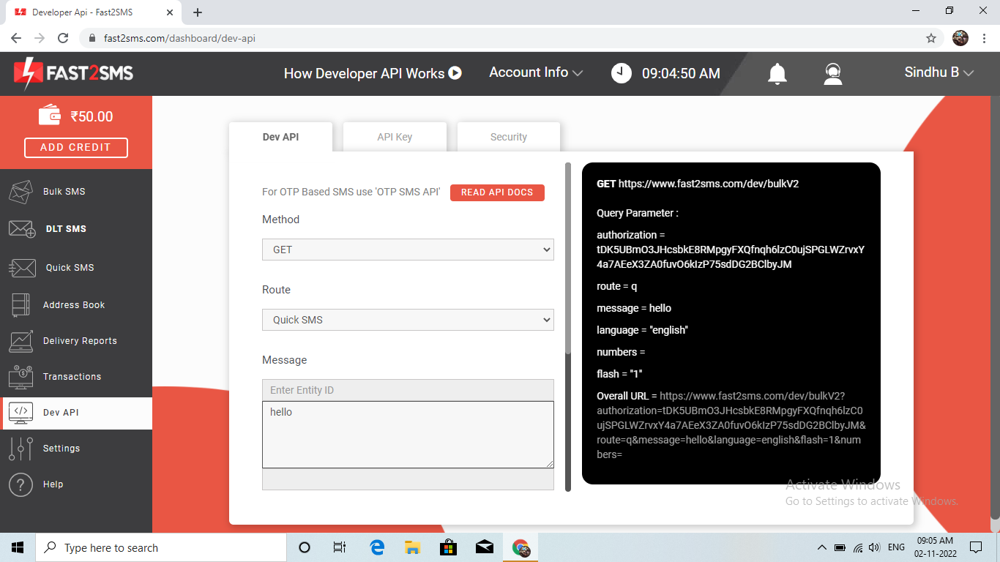 Developer Api - Fast2SMS
fast2sms.com/dashboard/dev-api
FAST2SMS
How Developer API Works
Account Info
09:04:50 AM
Sindhu B
₹50.00
ADD CREDIT
Bulk SMS
DLT SMS
Quick SMS
Address Book
Delivery Reports
Transactions
Dev API
Settings
Help
Dev API
API Key
Security
For OTP Based SMS use 'OTP SMS API'
READ API DOCS
Method
GET
Route
Quick SMS
Message
Enter Entity ID
hello
GET https://www.fast2sms.com/dev/bulkV2
Query Parameter :
authorization =
tDK5UBmO3JHcsbkE8RMpgyFXQfnqh6lzC0ujSPGLWZrvxY
4a7AEeX3ZA0fuvO6kIzP75sdDG2BClbyJM
route = q
message = hello
language = "english"
numbers =
flash = "1"
Overall URL = https://www.fast2sms.com/dev/bulkV2?
authorization=tDK5UBmO3JHcsbkE8RMpgyFXQfnqh6lzC0
ujSPGLWZrvxY4a7AEeX3ZA0fuvO6kIzP75sdDG2BClbyJM&
route=q&message=hello&language=english&flash=1&num
bers=
Activate Windows
Go to Settings to activate Windows.
Type here to search
ENG
09:05 AM
02-11-2022